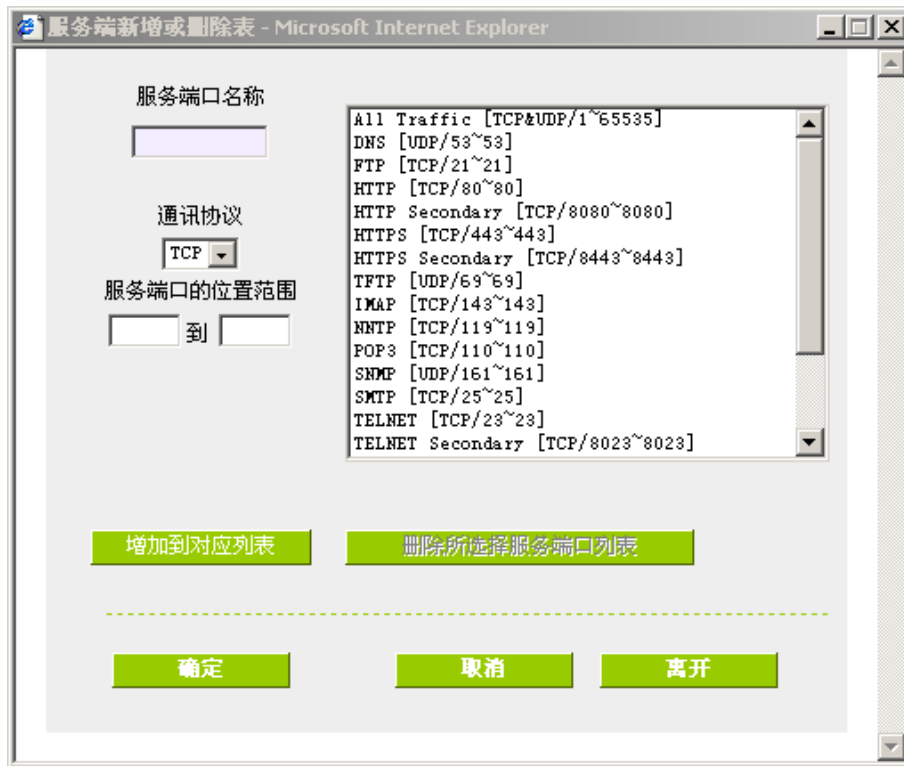 服务端新增或删除表 - Microsoft Internet Explorer
服务端口名称
通讯协议
TCP
服务端口的位置范围
到
All Traffic [TCP&UDP/1~65535]
DNS [UDP/53~53]
FTP [TCP/21~21]
HTTP [TCP/80~80]
HTTP Secondary [TCP/8080~8080]
HTTPS [TCP/443~443]
HTTPS Secondary [TCP/8443~8443]
TFTP [UDP/69~69]
IMAP [TCP/143~143]
NNTP [TCP/119~119]
POP3 [TCP/110~110]
SNMP [UDP/161~161]
SMTP [TCP/25~25]
TELNET [TCP/23~23]
TELNET Secondary [TCP/8023~8023]
增加到对应列表
删除所选择服务端口列表
确定
取消
离开